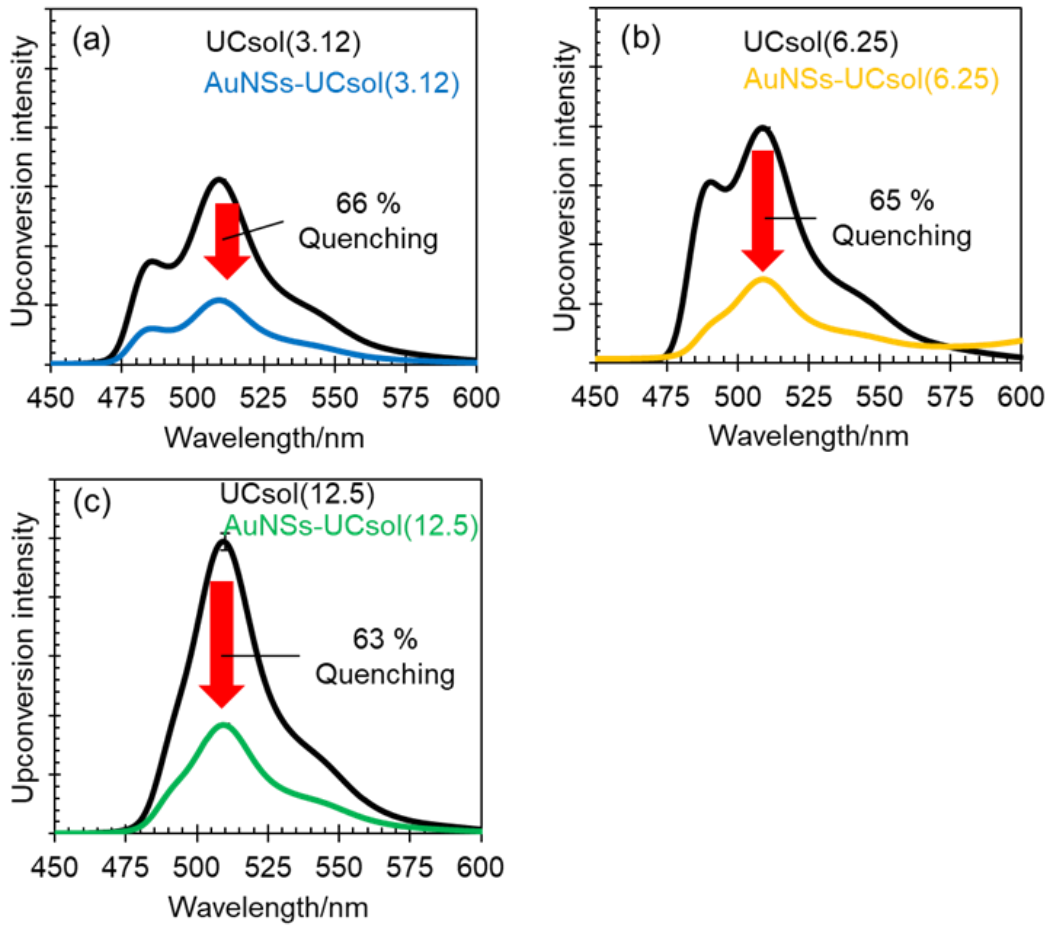 (a)
UCsol(3.12)
AuNSs-UCsol(3.12)
66 %
Quenching
Upconversion intensity
450 475 500 525 550 575 600
Wavelength/nm
(b)
UCsol(6.25)
AuNSs-UCsol(6.25)
65 %
Quenching
Upconversion intensity
450 475 500 525 550 575 600
Wavelength/nm
(c)
UCsol(12.5)
AuNSs-UCsol(12.5)
63 %
Quenching
Upconversion intensity
450 475 500 525 550 575 600
Wavelength/nm